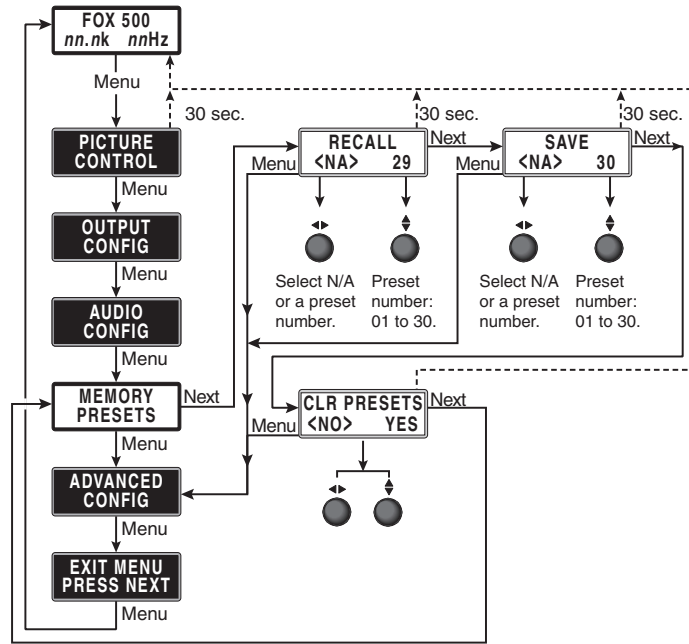 FOX 500
nn.nk nnHz
Menu
30 sec.
30 sec.
30 sec.
PICTURE
CONTROL
Menu
RECALL
<NA> 29
Next
Menu
SAVE
<NA> 30
Next
Menu
OUTPUT
CONFIG
Menu
Select N/A
or a preset
number.
Preset
number:
01 to 30.
Select N/A
or a preset
number.
Preset
number:
01 to 30.
AUDIO
CONFIG
Menu
MEMORY
PRESETS
Next
Menu
CLR PRESETS
<NO> YES
Next
Menu
ADVANCED
CONFIG
Menu
EXIT MENU
PRESS NEXT
Menu